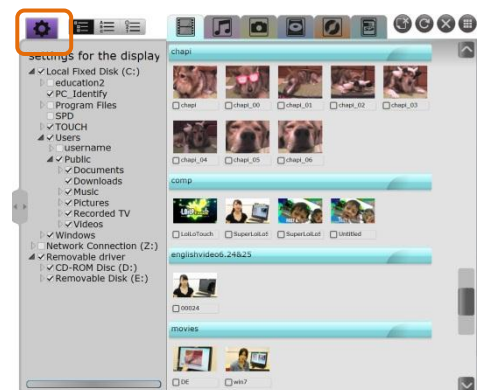 settings for the display
Local Fixed Disk (C:)
education2
PC_Identify
Program Files
SPD
TOUCH
Users
username
Public
Documents
Downloads
Music
Pictures
Recorded TV
Videos
Windows
Network Connection (Z:)
Removable driver
CD-ROM Disc (D:)
Removable Disk (E:)
chapi
chapi
chapi_00
chapi_01
chapi_02
chapi_03
chapi_04
chapi_05
chapi_06
comp
LoiLoTouch
SuperLoiLoS
SuperLoiLoS
Untitled
englishvideo6.24&25
00024
movies
DE
win7